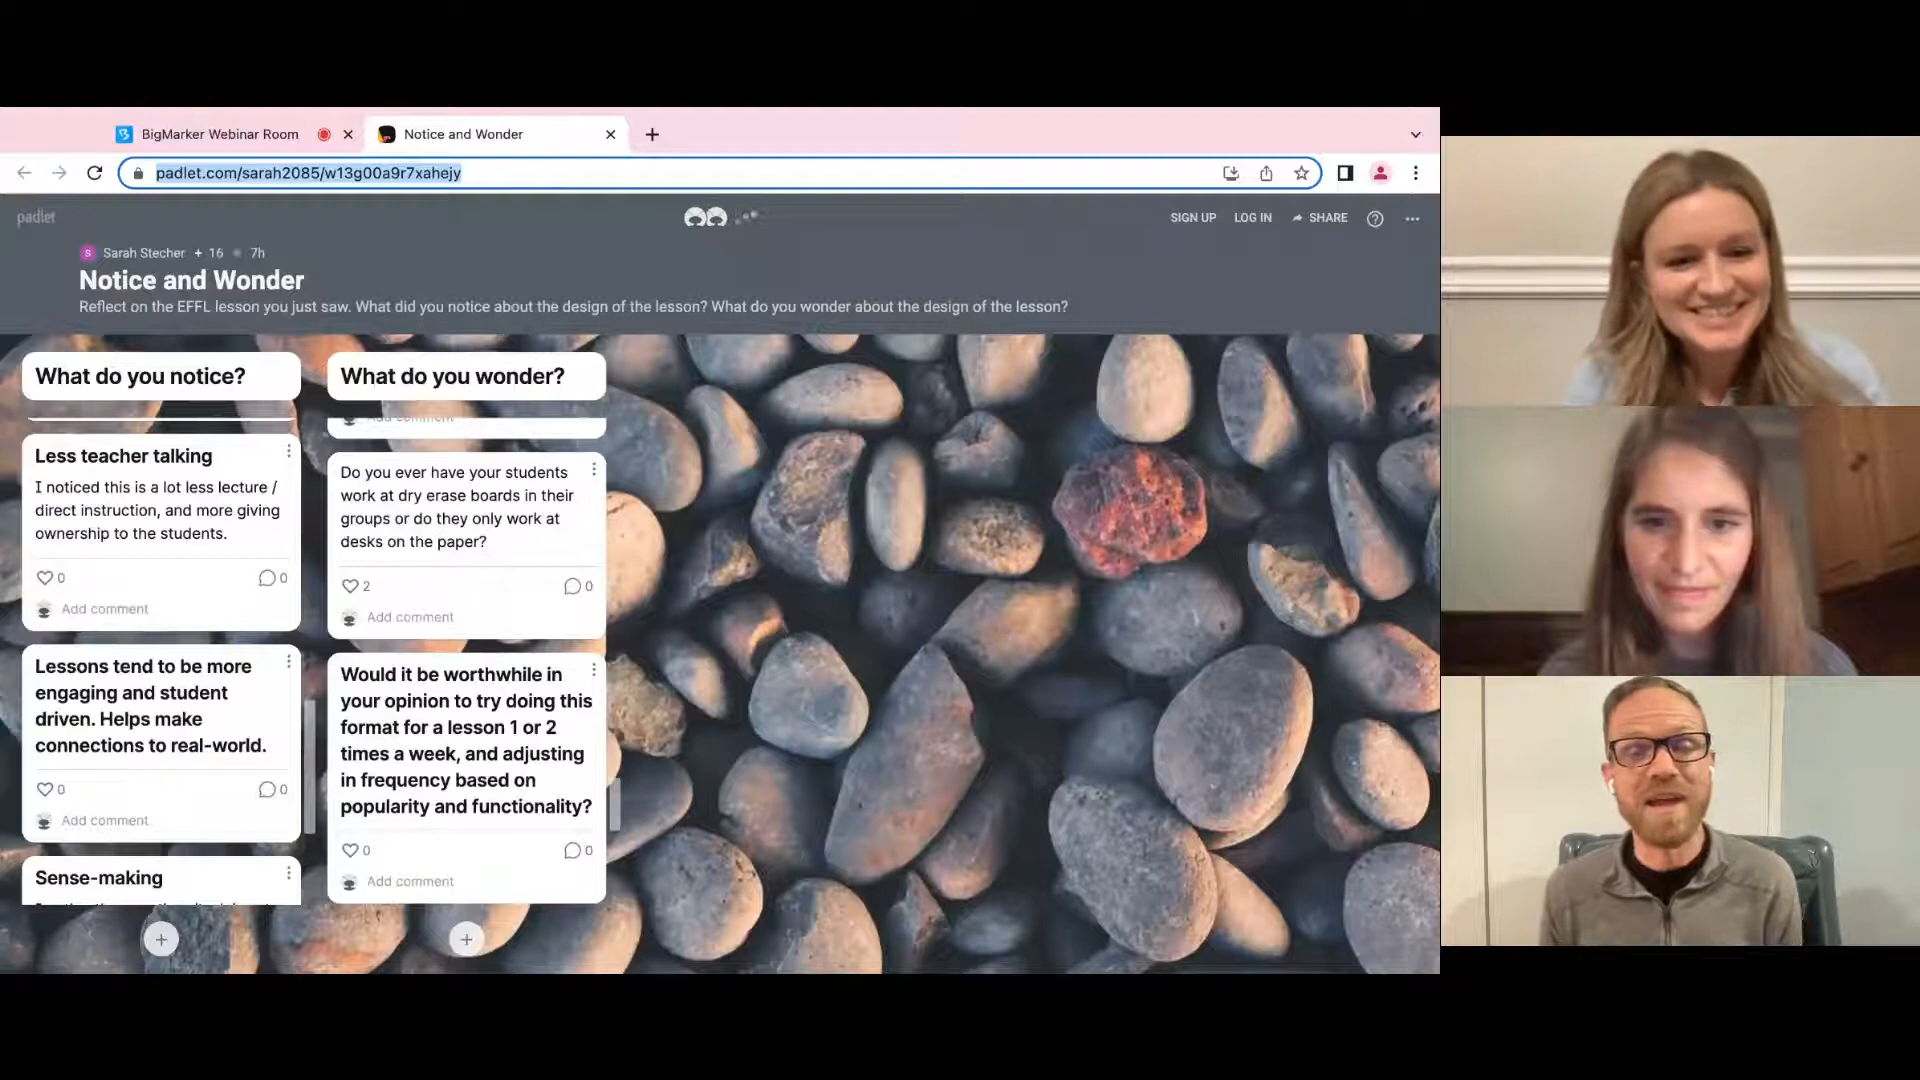 BigMarker Webinar Room
Notice and Wonder
padlet.com/sarah2085/w13g00a9r7xahejy
padlet
SIGN UP LOG IN SHARE
S Sarah Stecher + 16 7h
Notice and Wonder
Reflect on the EFFL lesson you just saw. What did you notice about the design of the lesson? What do you wonder about the design of the lesson?
What do you notice?
Less teacher talking
I noticed this is a lot less lecture /
direct instruction, and more giving
ownership to the students.
0 0
Add comment
Lessons tend to be more
engaging and student
driven. Helps make
connections to real-world.
0 0
Add comment
Sense-making
What do you wonder?
Add comment
Do you ever have your students
work at dry erase boards in their
groups or do they only work at
desks on the paper?
2 0
Add comment
Would it be worthwhile in
your opinion to try doing this
format for a lesson 1 or 2
times a week, and adjusting
in frequency based on
popularity and functionality?
0 0
Add comment